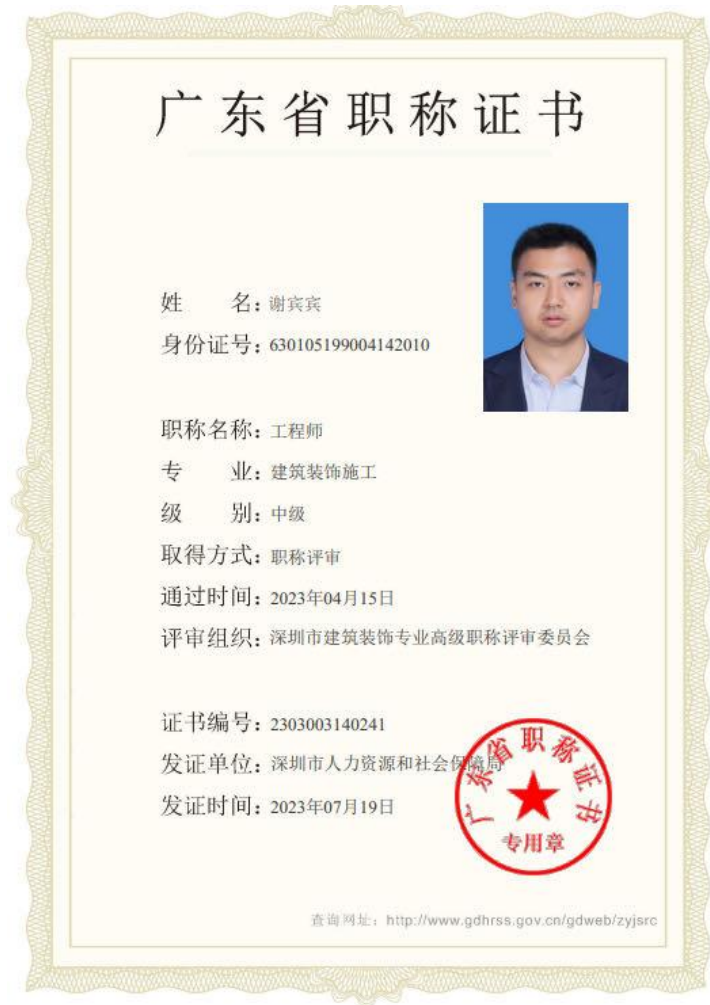 广东省职称证书
姓 名：谢宾宾
身份证号：630105199004142010
职称名称：工程师
专 业：建筑装饰施工
级 别：中级
取得方式：职称评审
通过时间：2023年04月15日
评审组织：深圳市建筑装饰专业高级职称评审委员会
证书编号：2303003140241
发证单位：深圳市人力资源和社会保障局
发证时间：2023年07月19日
广东省职称证书
专用章
查询网址：http://www.gdhrss.gov.cn/gdweb/zyjsrc